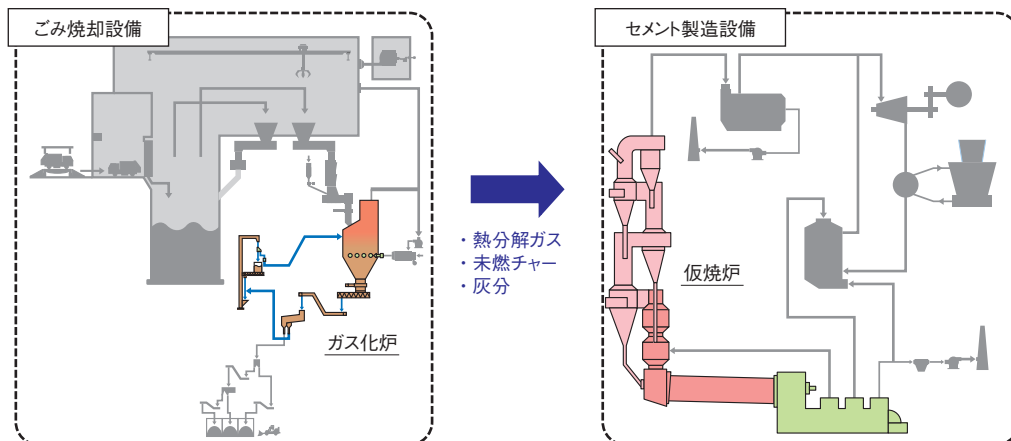 ごみ焼却設備
セメント製造設備
・熱分解ガス
・未燃チャー
・灰分
仮焼炉
ガス化炉